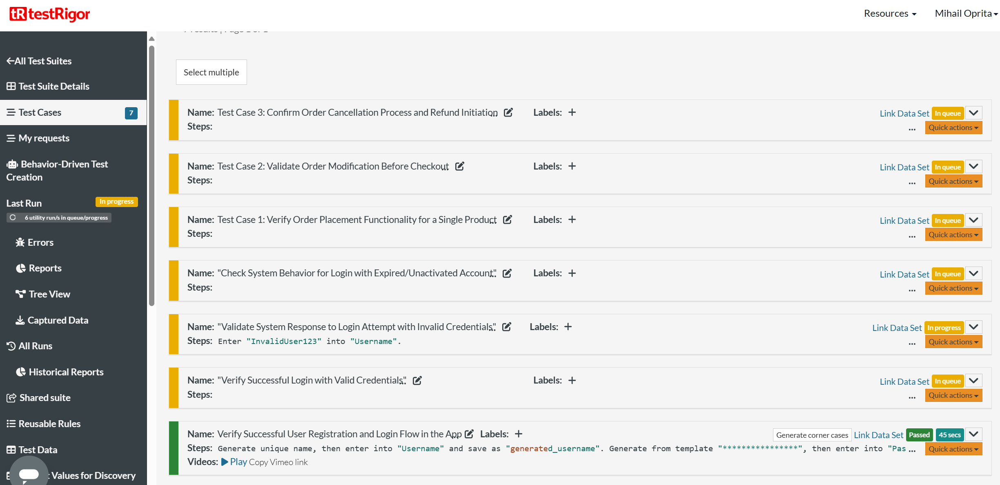 tR testRigor
Resources
Mihail Oprita
All Test Suites
Test Suite Details
Test Cases 7
My requests
Behavior-Driven Test
Creation
Last Run In progress
6 utility run/s in queue/progress
Errors
Reports
Tree View
Captured Data
All Runs
Historical Reports
Shared suite
Reusable Rules
Test Data
Values for Discovery
Select multiple
Name: Test Case 3: Confirm Order Cancellation Process and Refund Initiation Labels: + Link Data Set In queue
Steps: ... Quick actions
Name: Test Case 2: Validate Order Modification Before Checkout Labels: + Link Data Set In queue
Steps: ... Quick actions
Name: Test Case 1: Verify Order Placement Functionality for a Single Product Labels: + Link Data Set In queue
Steps: ... Quick actions
Name: "Check System Behavior for Login with Expired/Unactivated Account." Labels: + Link Data Set In queue
Steps: ... Quick actions
Name: "Validate System Response to Login Attempt with Invalid Credentials." Labels: + Link Data Set In progress
Steps: Enter "InvalidUser123" into "Username". ... Quick actions
Name: "Verify Successful Login with Valid Credentials." Labels: + Link Data Set In queue
Steps: ... Quick actions
Name: Verify Successful User Registration and Login Flow in the App Labels: + Generate corner cases Link Data Set Passed 45 secs
Steps: Generate unique name, then enter into "Username" and save as "generated_username". Generate from template "****************", then enter into "Pas ... Quick actions
Videos: Play Copy Vimeo link